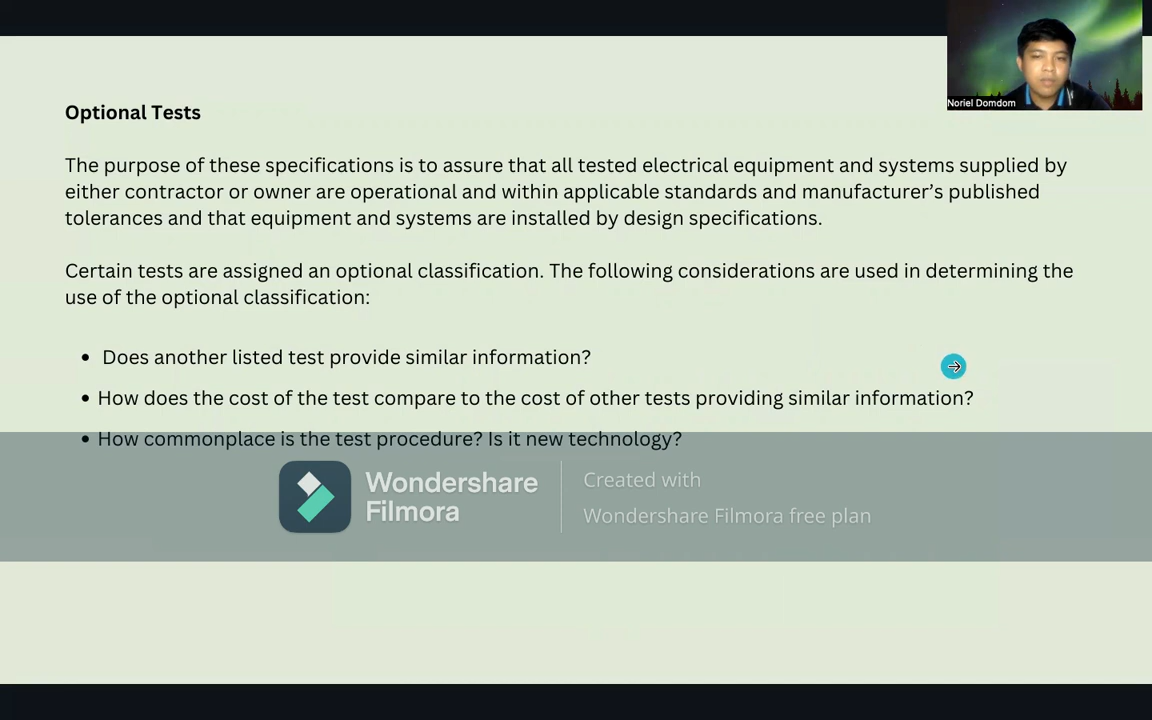 Noriel Domdom
Optional Tests
The purpose of these specifications is to assure that all tested electrical equipment and systems supplied by
either contractor or owner are operational and within applicable standards and manufacturer’s published
tolerances and that equipment and systems are installed by design specifications.
Certain tests are assigned an optional classification. The following considerations are used in determining the
use of the optional classification:
• Does another listed test provide similar information?
• How does the cost of the test compare to the cost of other tests providing similar information?
• How commonplace is the test procedure? Is it new technology?
Wondershare
Filmora
Created with
Wondershare Filmora free plan